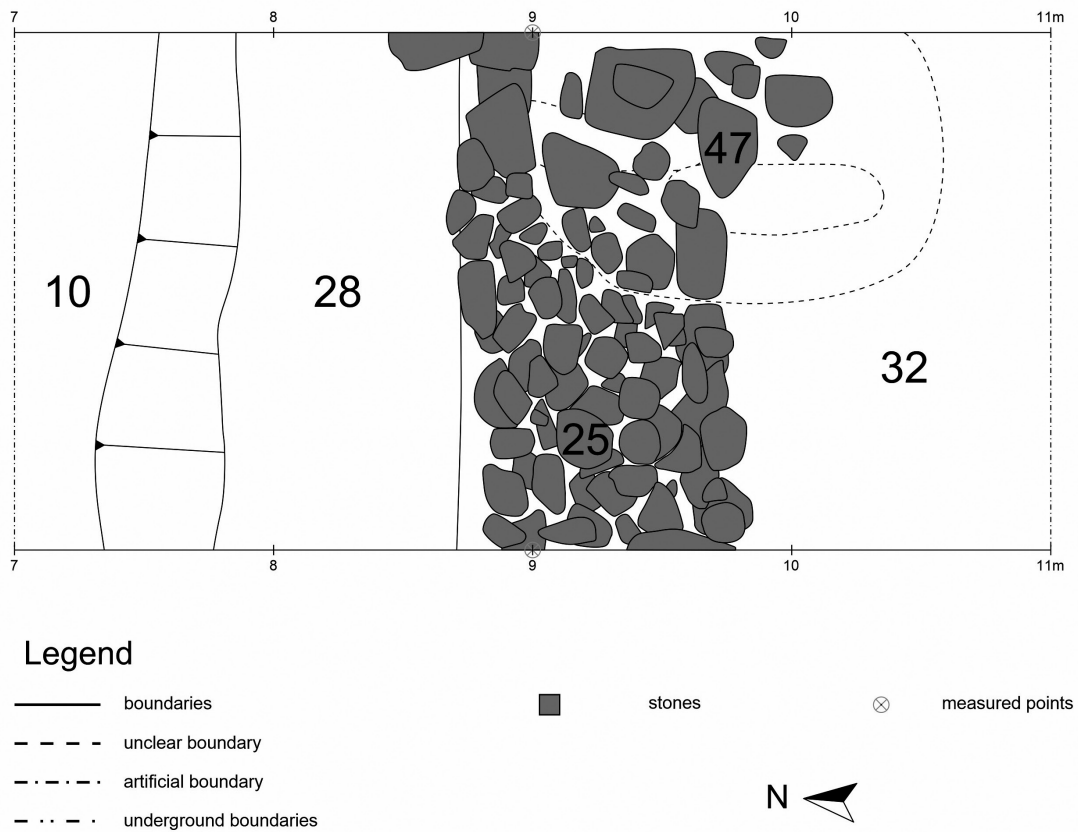 7 8 9 10 11m
47
10 28
32
25
7 8 9 10 11m
Legend
boundaries stones measured points
unclear boundary
artificial boundary N
underground boundaries